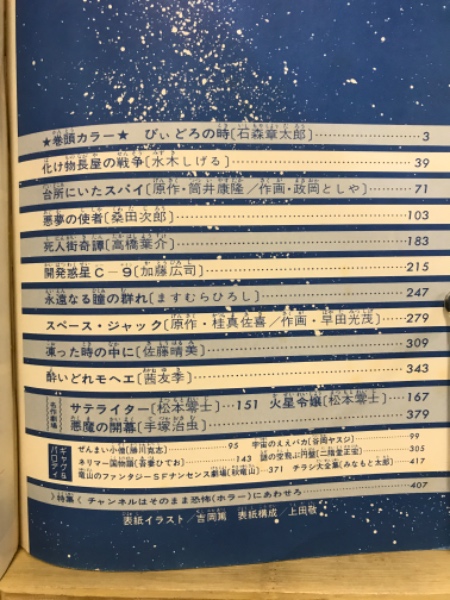 ★巻頭カラー★ びいどろの時〔石森章太郎〕 3
化け物長屋の戦争〔水木しげる〕 39
台所にいたスパイ〔原作・筒井康隆／作画・政岡としや〕 71
悪夢の使者〔桑田次郎〕 103
死人街奇譚〔高橋葉介〕 183
開発惑星C－9〔加藤広司〕 215
永遠なる瞳の群れ〔ますむらひろし〕 247
スペース・ジャック〔原作・桂真佐喜／作画・早田光茂〕 279
凍った時の中に〔佐藤晴美〕 309
酔いどれモヘエ〔茜友季〕 343
名作劇場
サテライター〔松本零士〕 151 火星令嬢〔松本零士〕 167
悪魔の開幕〔手塚治虫〕 379
ギャグ&パロディ
ぜんまい小僧〔勝川克志〕 95 宇宙のええバカ〔谷岡ヤスジ〕 99
ネリマー国物語〔吾妻ひでお〕 143 謎の空飛ぶ円盤〔二階堂正宏〕 305
竜山のファンタジーSFナンセンス劇場〔秋竜山〕 371 チラシ大全集〔みなもと太郎〕 417
》特集《 チャンネルはそのまま恐怖（ホラー）にあわせろ 407
表紙イラスト／吉岡篤 表紙構成／上田敬